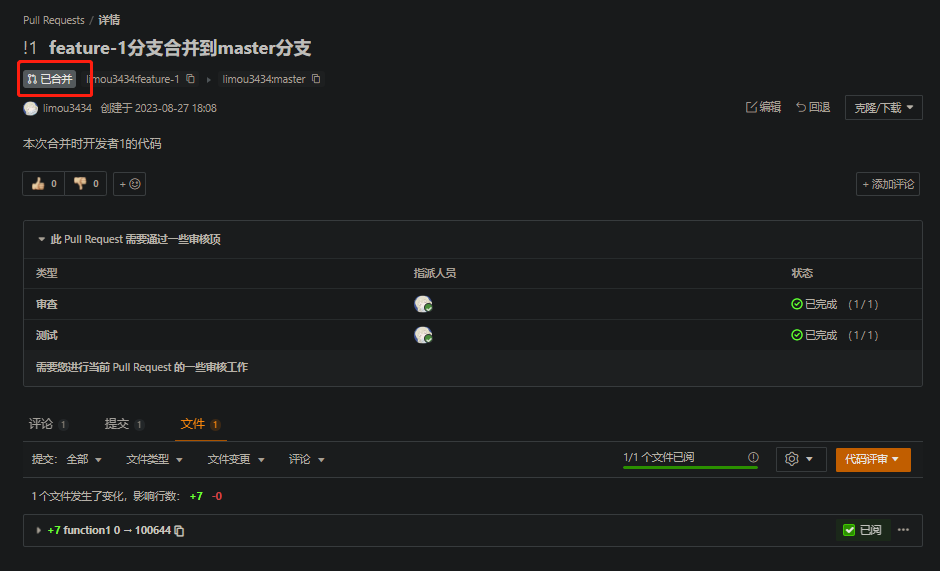 Pull Requests / 详情
!1 feature-1分支合并到master分支
已合并 limou3434:feature-1 limou3434:master
limou3434 创建于 2023-08-27 18:08 编辑 回退 克隆/下载
本次合并时开发者1的代码
0 0 + 添加评论
此 Pull Request 需要通过一些审核项
类型 指派人员 状态
审查 已完成 (1/1)
测试 已完成 (1/1)
需要您进行当前 Pull Request 的一些审核工作
评论 1 提交 1 文件 1
提交: 全部 文件类型 文件变更 评论 1/1 个文件已阅 代码评审
1 个文件发生了变化, 影响行数: +7 -0
+7 function1 0 → 100644 已阅 ...